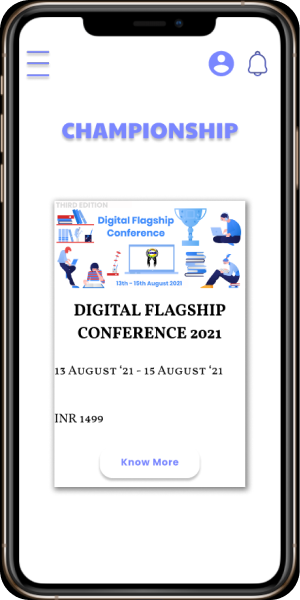 CHAMPIONSHIP
THIRD EDITION
Digital Flagship
Conference
13th - 15th August 2021
DIGITAL FLAGSHIP
CONFERENCE 2021
13 August '21 - 15 August '21
INR 1499
Know More